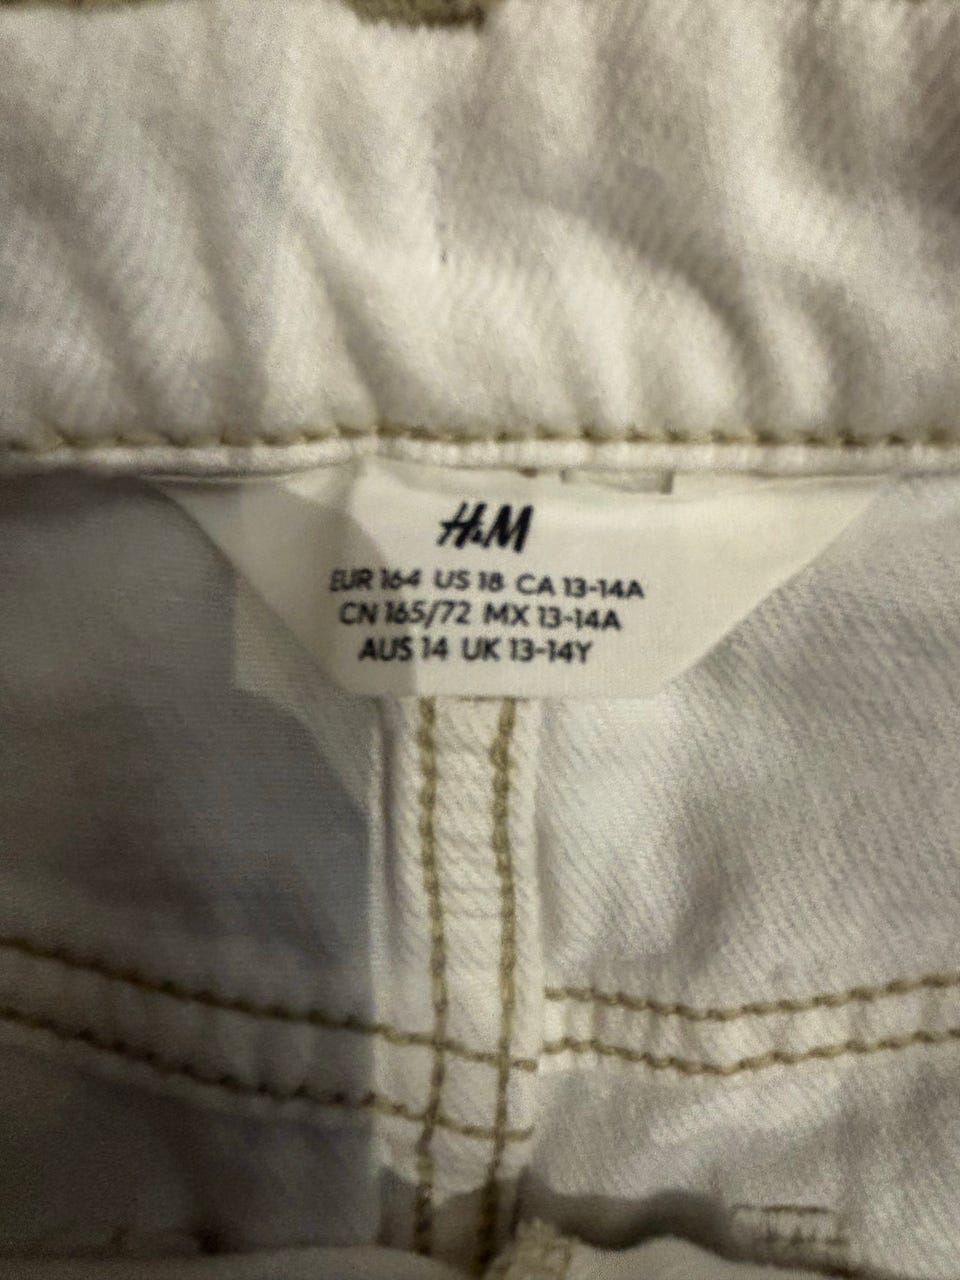 H&M
EUR 164 US 18 CA 13-14A
CN 165/72 MX 13-14A
AUS 14 UK 13-14Y